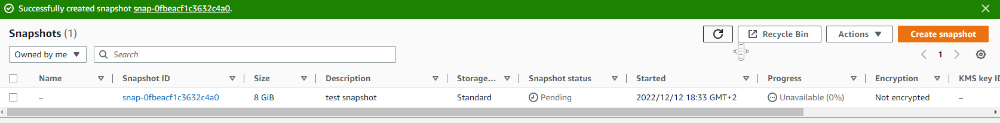 Successfully created snapshot snap-0fbeacf1c3632c4a0.
Snapshots (1)
Recycle Bin
Actions
Create snapshot
Owned by me
Search
1
Name Snapshot ID Size Description Storage... Snapshot status Started Progress Encryption KMS key ID
– snap-0fbeacf1c3632c4a0 8 GiB test snapshot Standard Pending 2022/12/12 18:33 GMT+2 Unavailable (0%) Not encrypted –